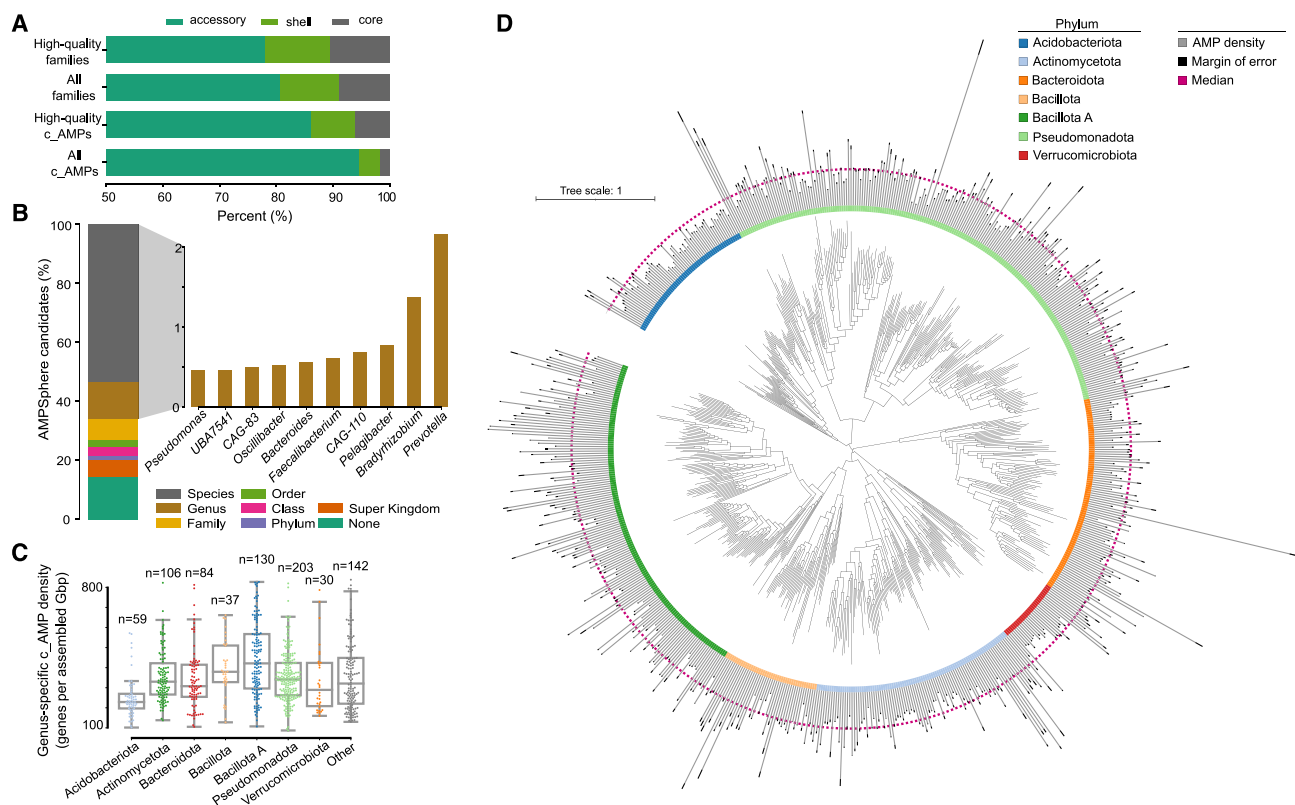 A
accessory shell core
High-quality
families
All
families
High-quality
c_AMPs
All
c_AMPs
50 60 70 80 90 100
Percent (%)
B
AMPSphere candidates (%)
100
80
60
40
20
0
2
1
0
Pseudomonas
UBA7541
CAG-83
Oscillibacter
Bacteroides
Faecalibacterium
CAG-110
Pelagibacter
Bradyrhizobium
Prevotella
Species Order
Genus Class Super Kingdom
Family Phylum None
C
Genus-specific c_AMP density
(genes per assembled Gbp)
800
100
n=59
n=106
n=84
n=37
n=130
n=203
n=30
n=142
Acidobacteriota
Actinomycetota
Bacteroidota
Bacillota
Bacillota A
Pseudomonadota
Verrucomicrobiota
Other
D
Tree scale: 1
Phylum
Acidobacteriota
Actinomycetota
Bacteroidota
Bacillota
Bacillota A
Pseudomonadota
Verrucomicrobiota
AMP density
Margin of error
Median